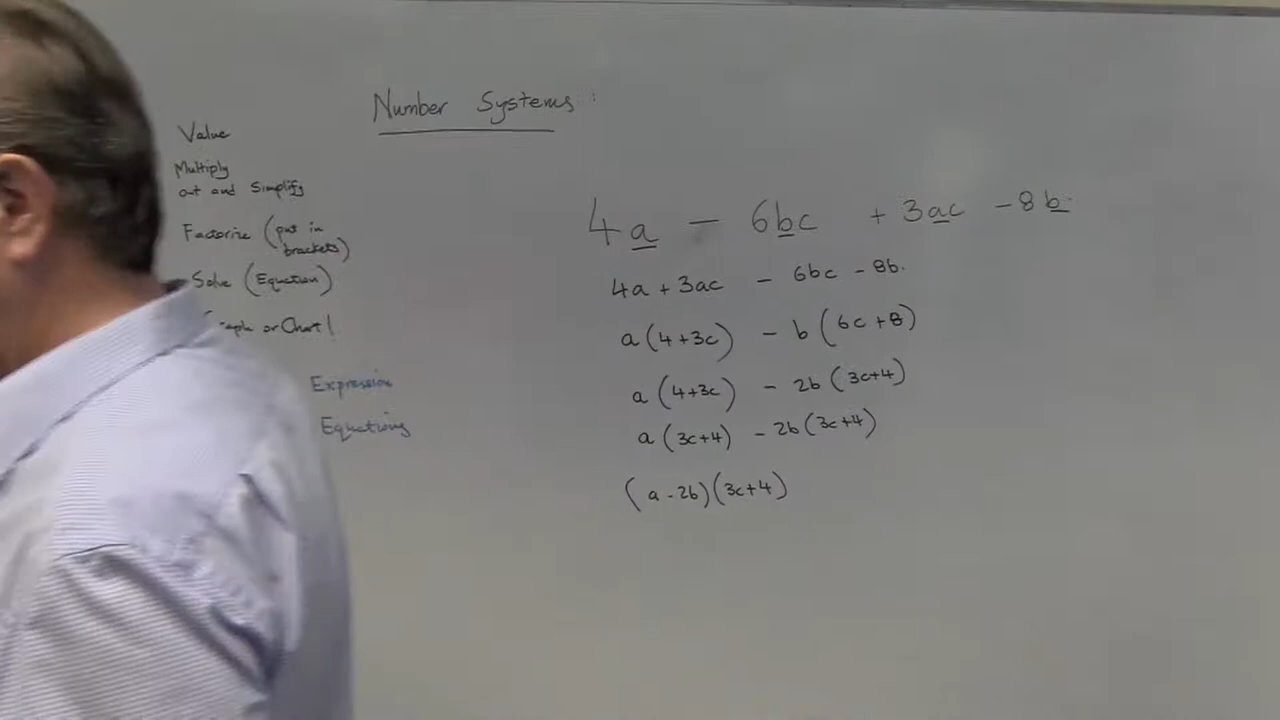 Number Systems :
Value
Multiply
out and Simplify
Factorize (put in
brackets)
Solve (Equation)
or Chart
Expression
Equations
4a - 6bc + 3ac - 8b.
4a + 3ac - 6bc - 8b.
a(4+3c) - b(6c+8)
a(4+3c) - 2b(3c+4)
a(3c+4) - 2b(3c+4)
(a-2b)(3c+4)